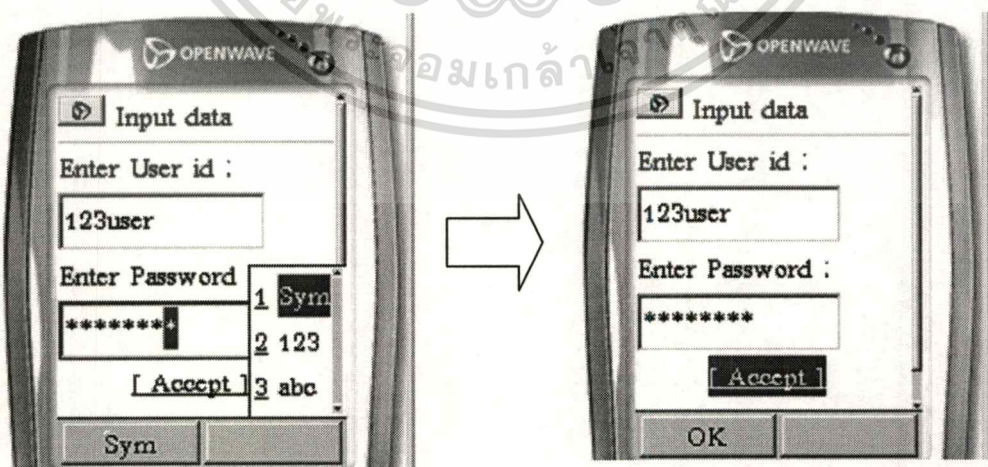 OPENWAVE
Input data
Enter User id :
123user
Enter Password
********
1 Sym
2 123
3 abc
[ Accept ]
Sym
OPENWAVE
Input data
Enter User id :
123user
Enter Password :
********
[ Accept ]
OK